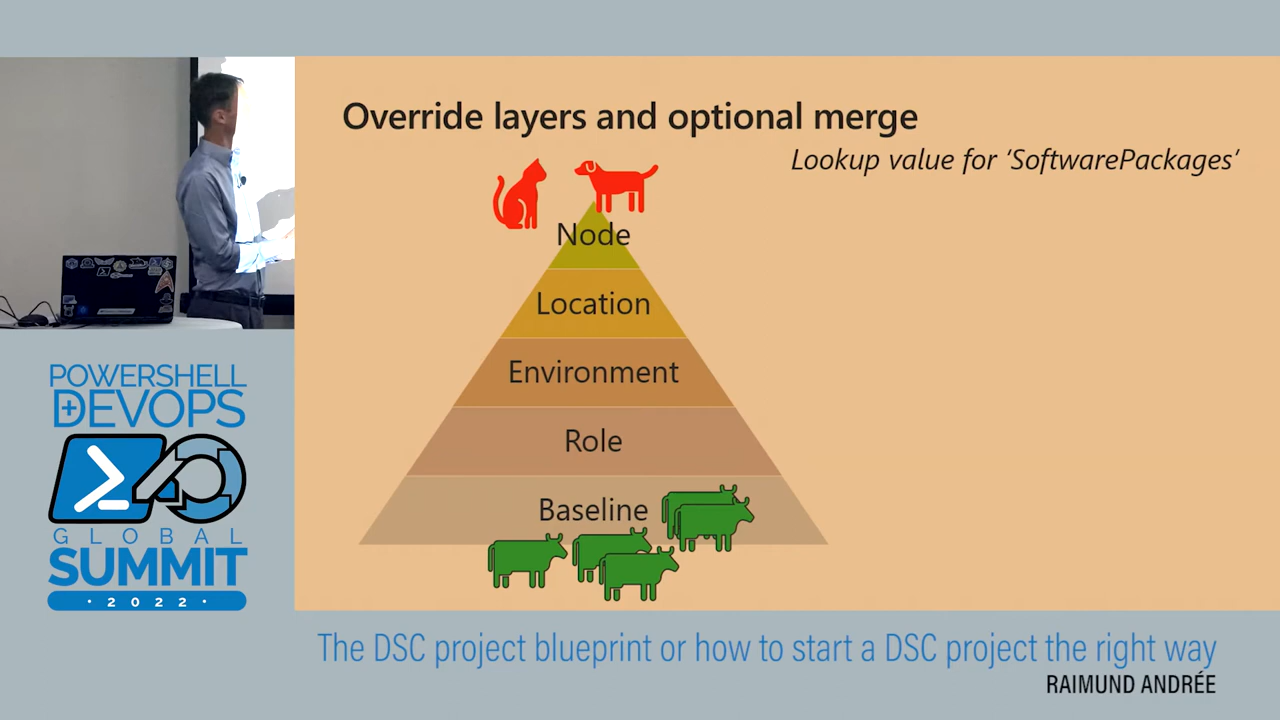 Override layers and optional merge
Lookup value for ‘SoftwarePackages’
Node
Location
Environment
Role
Baseline
POWERSHELL
+DEVOPS
GLOBAL
SUMMIT
· 2022 ·
The DSC project blueprint or how to start a DSC project the right way
RAIMUND ANDRÉE